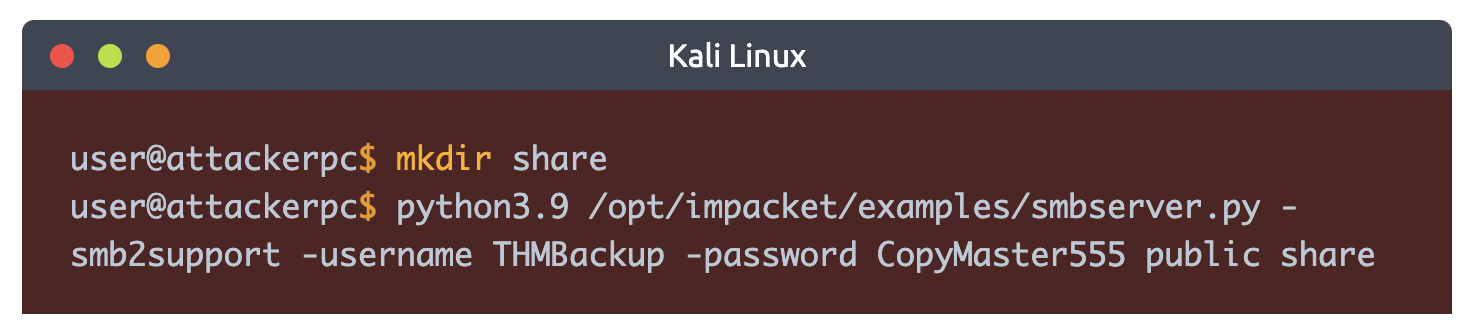 Kali Linux
user@attackerpc$ mkdir share
user@attackerpc$ python3.9 /opt/impacket/examples/smbserver.py -
smb2support -username THMBackup -password CopyMaster555 public share